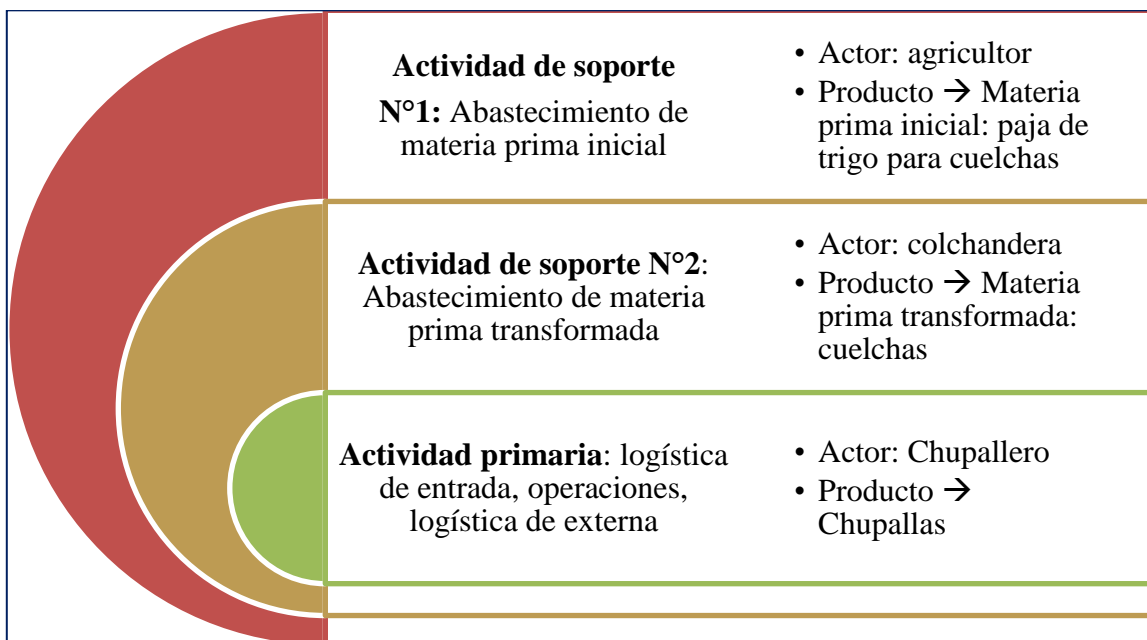 Actividad de soporte
N°1: Abastecimiento de
materia prima inicial
• Actor: agricultor
• Producto → Materia
prima inicial: paja de
trigo para cuelchas
Actividad de soporte N°2:
Abastecimiento de materia
prima transformada
• Actor: colchandera
• Producto → Materia
prima transformada:
cuelchas
Actividad primaria: logística
de entrada, operaciones,
logística de externa
• Actor: Chupallero
• Producto →
Chupallas